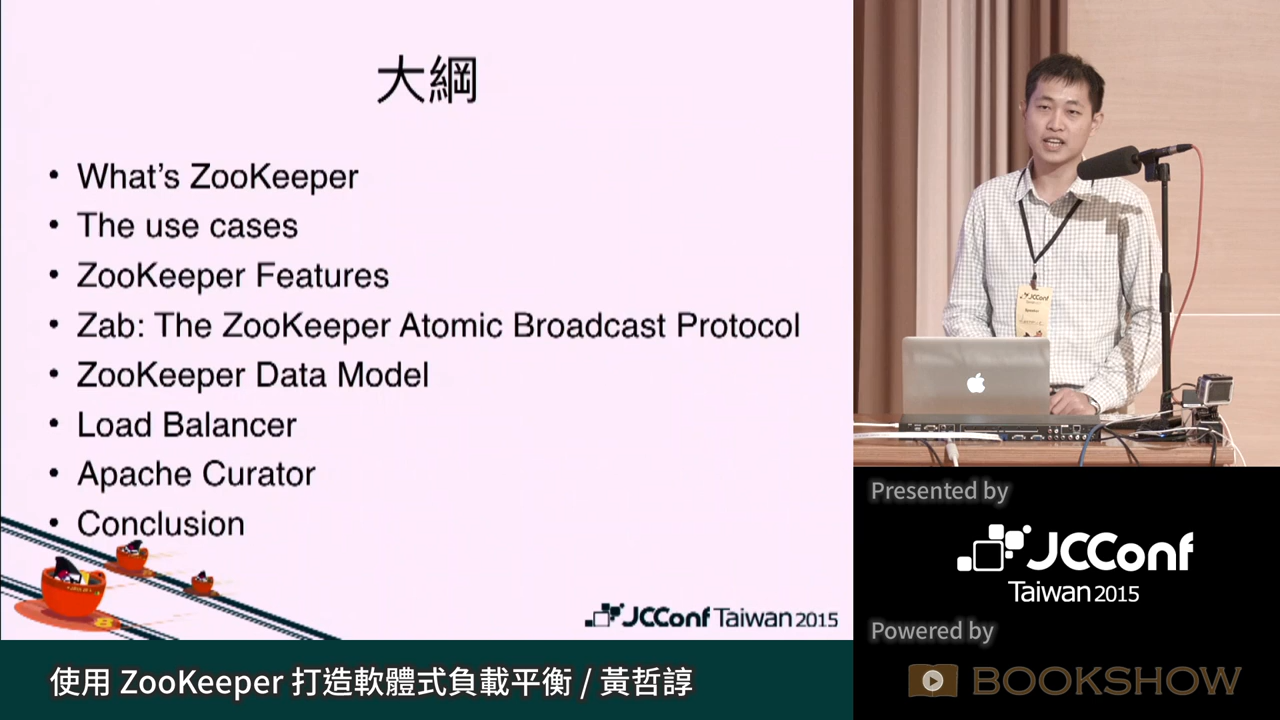 大綱
• What's ZooKeeper
• The use cases
• ZooKeeper Features
• Zab: The ZooKeeper Atomic Broadcast Protocol
• ZooKeeper Data Model
• Load Balancer
• Apache Curator
• Conclusion
JCConf Taiwan 2015
使用 ZooKeeper 打造軟體式負載平衡 / 黃哲諄
JCConf
Presented by
JCConf
Taiwan 2015
Powered by
BOOKSHOW